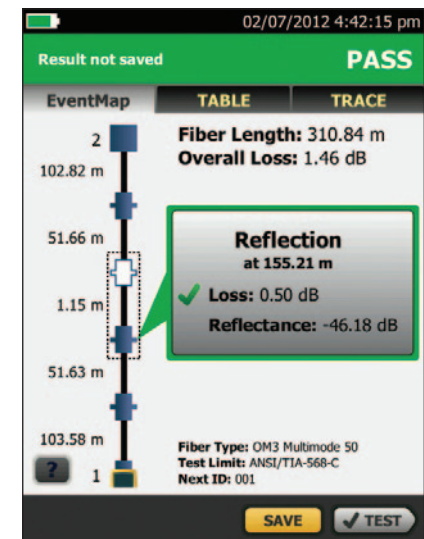 02/07/2012 4:42:15 pm
Result not saved
PASS
EventMap
TABLE
TRACE
2
Fiber Length: 310.84 m
Overall Loss: 1.46 dB
102.82 m
51.66 m
Reflection
at 155.21 m
Loss: 0.50 dB
Reflectance: -46.18 dB
1.15 m
51.63 m
103.58 m
Fiber Type: OM3 Multimode 50
Test Limit: ANSI/TIA-568-C
Next ID: 001
?
1
SAVE
TEST